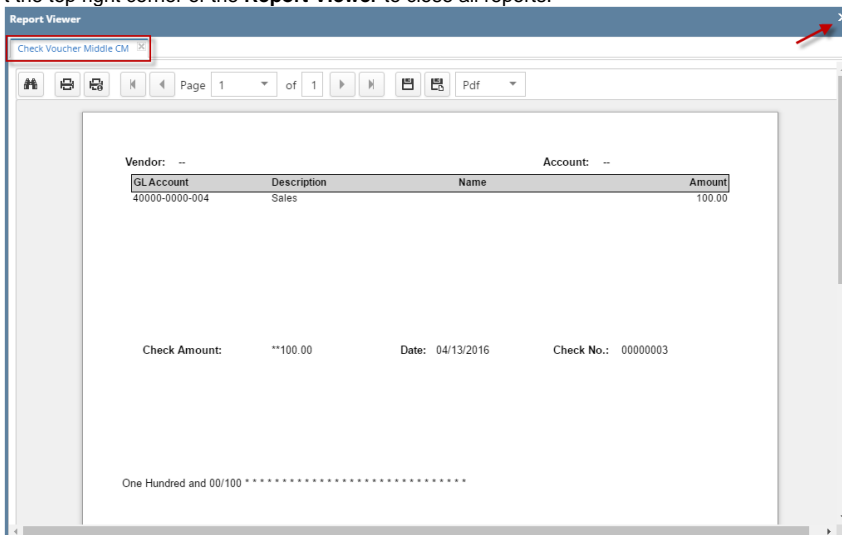 t the top right corner of the Report Viewer to close all reports.
Report Viewer
Check Voucher Middle CM
Page 1 of 1 Pdf
Vendor: -- Account: --
GL Account Description Name Amount
40000-0000-004 Sales 100.00
Check Amount: **100.00 Date: 04/13/2016 Check No.: 00000003
One Hundred and 00/100 * * * * * * * * * * * * * * * * * * * * * * * * * * * * * *